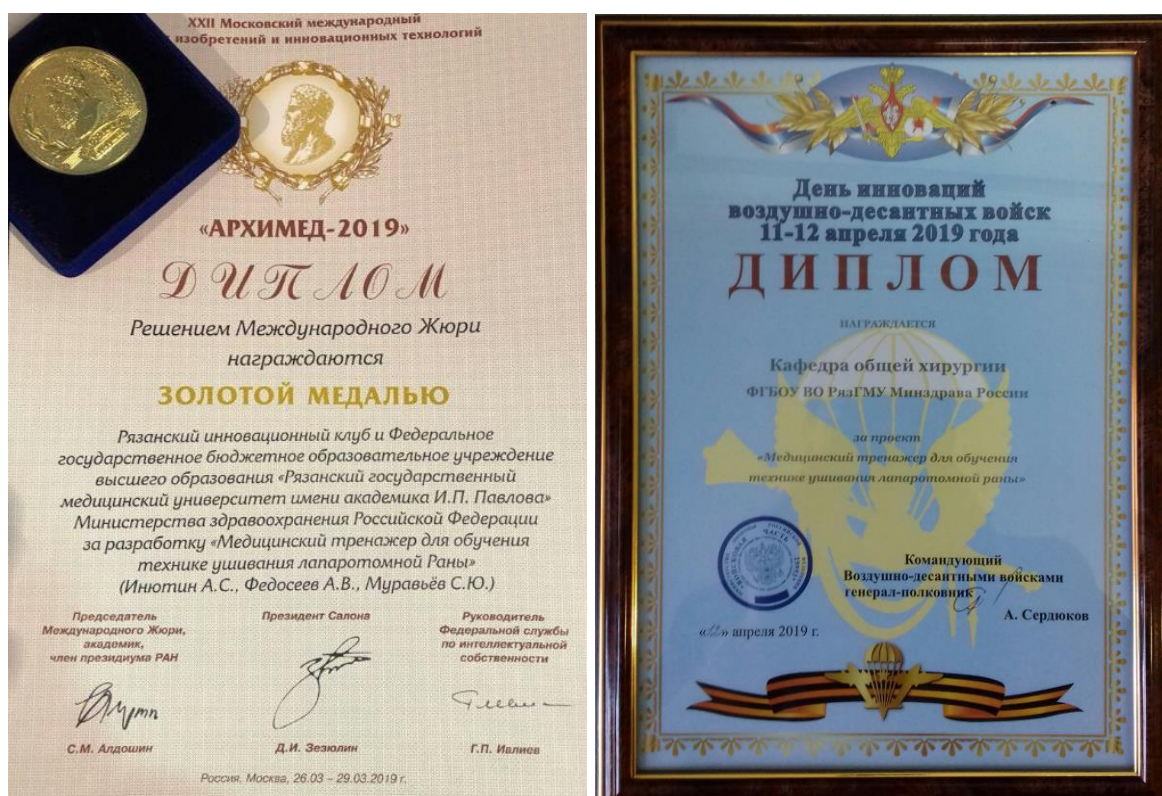 XXII Московский международный
изобретений и инновационных технологий
«АРХИМЕД-2019»
ДИПЛОМ
Решением Международного Жюри
награждаются
ЗОЛОТОЙ МЕДАЛЬЮ
Рязанский инновационный клуб и Федеральное
государственное бюджетное образовательное учреждение
высшего образования «Рязанский государственный
медицинский университет имени академика И.П. Павлова»
Министерства здравоохранения Российской Федерации
за разработку «Медицинский тренажер для обучения
технике ушивания лапаротомной Раны»
(Инютин А.С., Федосеев А.В., Муравьёв С.Ю.)
Председатель
Международного Жюри,
академик,
член президиума РАН
С.М. Алдошин
Президент Салона
Д.И. Зезюлин
Руководитель
Федеральной службы
по интеллектуальной
собственности
Г.П. Ивлиев
Россия, Москва, 26.03 – 29.03.2019 г.
День инноваций
воздушно-десантных войск
11-12 апреля 2019 года
ДИПЛОМ
НАГРАЖДАЕТСЯ
Кафедра общей хирургии
ФГБОУ ВО РязГМУ Минздрава России
за проект
«Медицинский тренажер для обучения
технике ушивания лапаротомной раны»
Командующий
Воздушно-десантными войсками
генерал-полковник
А. Сердюков
«12» апреля 2019 г.